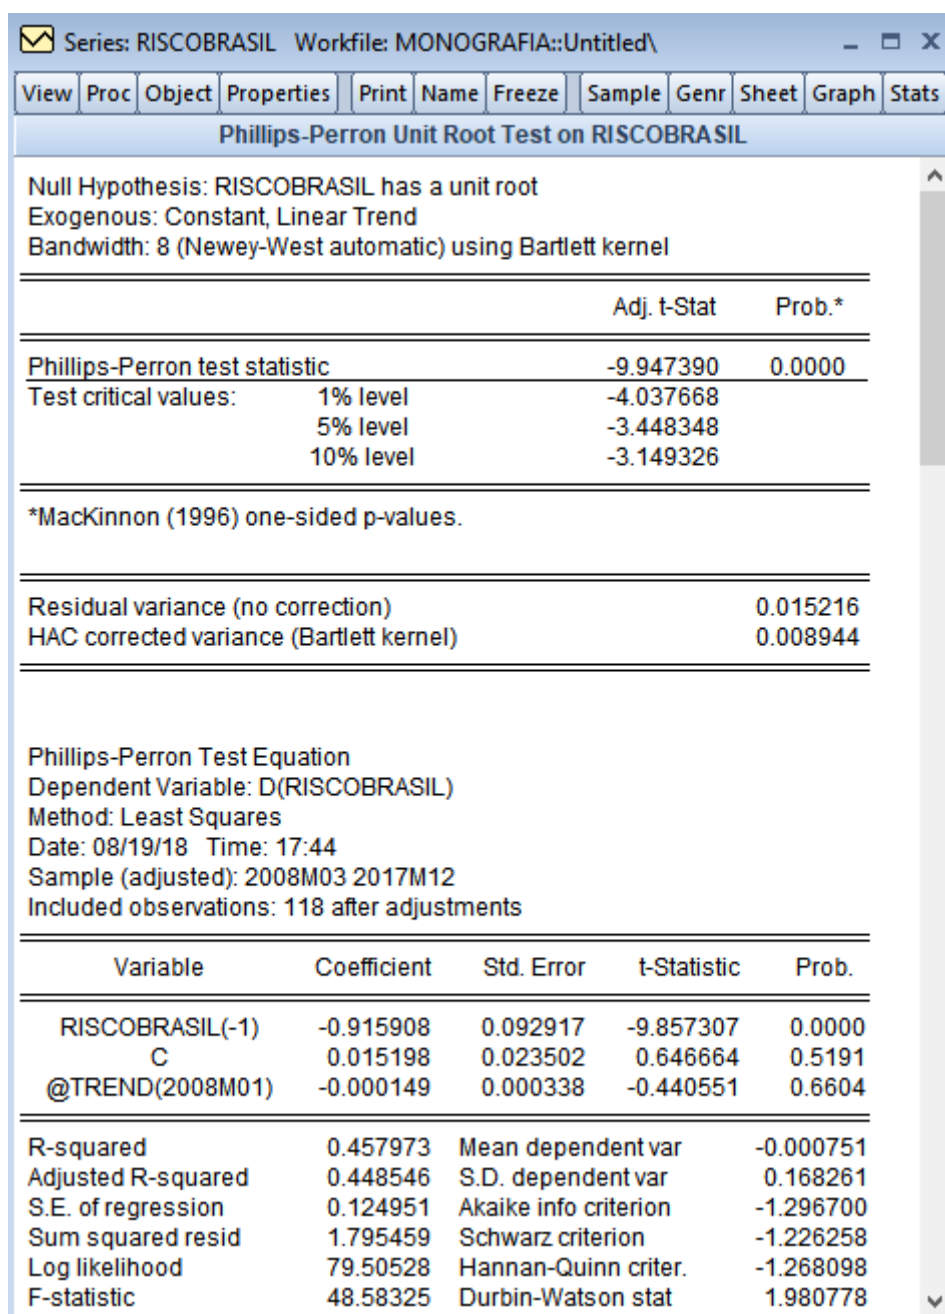 Series: RISCOBRASIL Workfile: MONOGRAFIA::Untitled\
View Proc Object Properties Print Name Freeze Sample Genr Sheet Graph Stats
Phillips-Perron Unit Root Test on RISCOBRASIL
Null Hypothesis: RISCOBRASIL has a unit root
Exogenous: Constant, Linear Trend
Bandwidth: 8 (Newey-West automatic) using Bartlett kernel
Adj. t-Stat Prob.*
Phillips-Perron test statistic -9.947390 0.0000
Test critical values: 1% level -4.037668
5% level -3.448348
10% level -3.149326
*MacKinnon (1996) one-sided p-values.
Residual variance (no correction) 0.015216
HAC corrected variance (Bartlett kernel) 0.008944
Phillips-Perron Test Equation
Dependent Variable: D(RISCOBRASIL)
Method: Least Squares
Date: 08/19/18 Time: 17:44
Sample (adjusted): 2008M03 2017M12
Included observations: 118 after adjustments
Variable Coefficient Std. Error t-Statistic Prob.
RISCOBRASIL(-1) -0.915908 0.092917 -9.857307 0.0000
C 0.015198 0.023502 0.646664 0.5191
@TREND(2008M01) -0.000149 0.000338 -0.440551 0.6604
R-squared 0.457973 Mean dependent var -0.000751
Adjusted R-squared 0.448546 S.D. dependent var 0.168261
S.E. of regression 0.124951 Akaike info criterion -1.296700
Sum squared resid 1.795459 Schwarz criterion -1.226258
Log likelihood 79.50528 Hannan-Quinn criter. -1.268098
F-statistic 48.58325 Durbin-Watson stat 1.980778